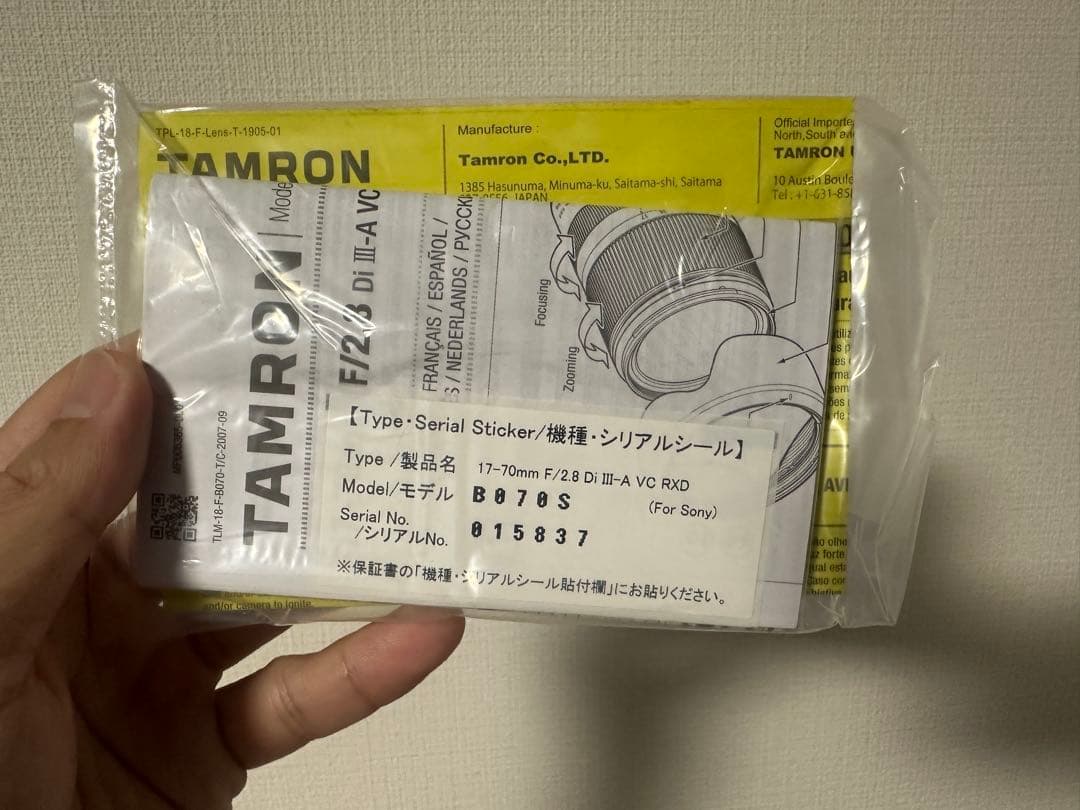 TPL-18-F-Lens-T-1905-01
TAMRON
Manufacture :
Tamron Co.,LTD.
1385 Hasunuma, Minuma-ku, Saitama-shi, Saitama
JAPAN
Official
North,South
TAMRON
10 Austin
Tel : +1-631-
TAMRON
F/2.8 Di III-A VC
FRANÇAIS / ESPAÑOL /
/ NEDERLANDS /
TLM-18-F-B070-T/C-2007-09
Focusing
Zooming
【Type・Serial Sticker/機種・シリアルシール】
Type /製品名 17-70mm F/2.8 Di III-A VC RXD
Model/モデル B070S (For Sony)
Serial No.
/シリアルNo. 015837
※保証書の「機種・シリアルシール貼付欄」にお貼りください。
and/or camera to ignite.